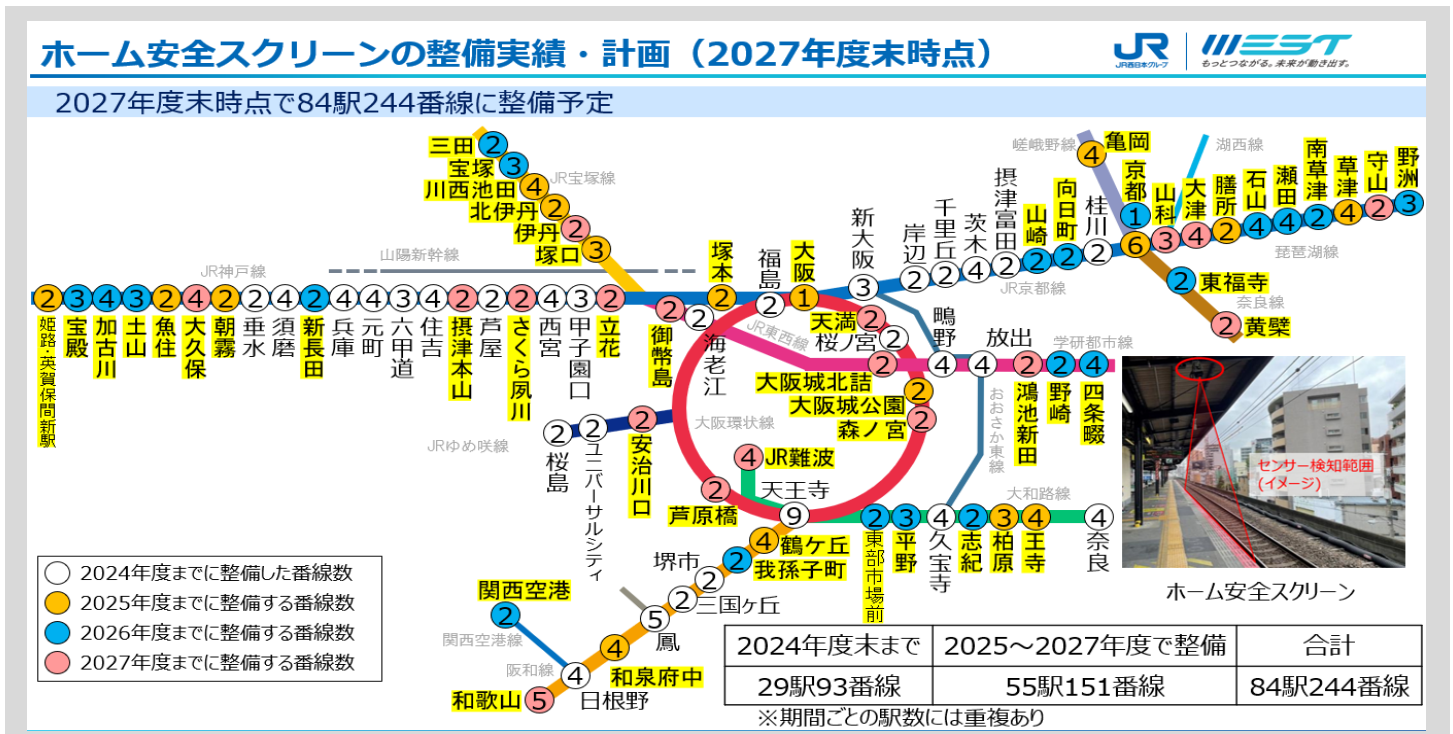 ホーム安全スクリーンの整備実績・計画（2027年度末時点）
JR
JR西日本グループ
WEST
もっとつながる。未来が動き出す。
2027年度末時点で84駅244番線に整備予定
三田 2
宝塚 3
川西池田 4
北伊丹 2
伊丹 2
塚口 3
JR宝塚線
山陽新幹線
JR神戸線
2 姫路・英賀保間新駅
3 宝殿
4 加古川
3 土山
2 魚住
4 大久保
2 朝霧
2 垂水
4 須磨
2 新長田
4 兵庫
4 元町
3 六甲道
4 住吉
2 摂津本山
2 芦屋
2 さくら夙川
4 西宮
3 甲子園口
2 立花
塚本 2
福島 2
大阪 1
新大阪 3
岸辺 2
千里丘 2
茨木 4
摂津富田 2
山崎 2
向日町 2
桂川 2
JR京都線
嵯峨野線
亀岡 4
京都 1
6
湖西線
山科 3
大津 4
膳所 2
石山 4
瀬田 4
南草津 2
草津 4
守山 2
野洲 3
琵琶湖線
2 東福寺
奈良線
2 黄檗
2 御幣島
2 海老江
JR東西線
天満 2
桜ノ宮 2
2 大阪城北詰
大阪城公園 2
森ノ宮 2
鴫野 4
放出 4
学研都市線
2 鴻池新田
2 野崎
4 四条畷
おおさか東線
大阪環状線
JRゆめ咲線
2 桜島
2 ユニバーサルシティ
2 安治川口
4 JR難波
2 芦原橋
天王寺 9
大和路線
2 東部市場前
3 平野
4 久宝寺
2 志紀
3 柏原
4 王寺
4 奈良
4 鶴ケ丘
2 我孫子町
堺市 2
2 三国ヶ丘
5 鳳
4 和泉府中
関西空港 2
関西空港線
阪和線
4 日根野
和歌山 5
センサー検知範囲
(イメージ)
ホーム安全スクリーン
2024年度までに整備した番線数
2025年度までに整備する番線数
2026年度までに整備する番線数
2027年度までに整備する番線数
2024年度末まで 2025～2027年度で整備 合計
29駅93番線 55駅151番線 84駅244番線
※期間ごとの駅数には重複あり